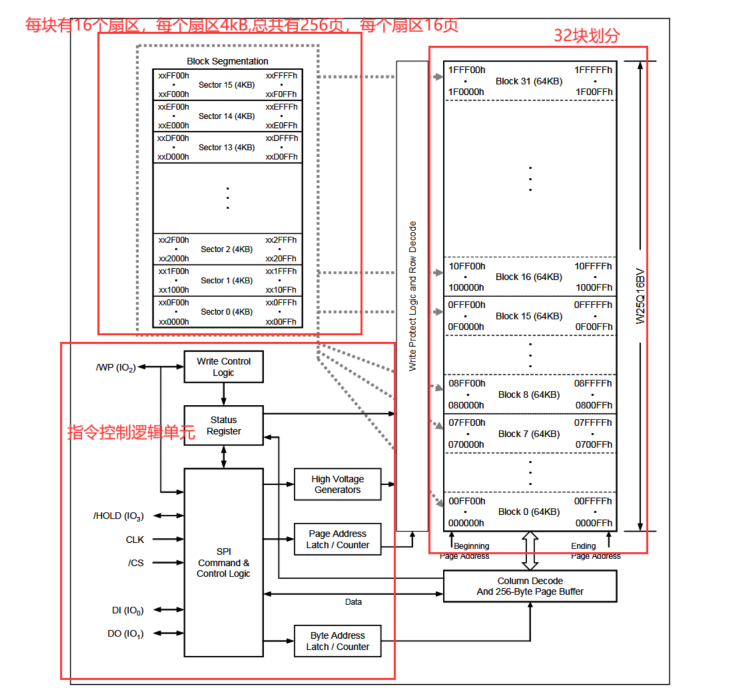 每块有16个扇区，每个扇区4kB,总共有256页，每个扇区16页
32块划分
Block Segmentation
xxFF00h xxFFFFh
• Sector 15 (4KB) •
xxF000h xxF0FFh
xxEF00h xxEFFFh
• Sector 14 (4KB) •
xxE000h xxE0FFh
xxDF00h xxDFFFh
• Sector 13 (4KB) •
xxD000h xxD0FFh
xx2F00h xx2FFFh
• Sector 2 (4KB) •
xx2000h xx20FFh
xx1F00h xx1FFFh
• Sector 1 (4KB) •
xx1000h xx10FFh
xx0F00h xx0FFFh
• Sector 0 (4KB) •
xx0000h xx00FFh
Write Protect Logic and Row Decode
1FFF00h 1FFFFFh
• Block 31 (64KB) •
1F0000h 1F00FFh
10FF00h 10FFFFh
• Block 16 (64KB) •
100000h 1000FFh
0FFF00h 0FFFFFh
• Block 15 (64KB) •
0F0000h 0F00FFh
08FF00h 08FFFFh
• Block 8 (64KB) •
080000h 0800FFh
07FF00h 07FFFFh
• Block 7 (64KB) •
070000h 0700FFh
00FF00h 00FFFFh
• Block 0 (64KB) •
000000h 0000FFh
W25Q16BV
Beginning
Page Address
Ending
Page Address
Column Decode
And 256-Byte Page Buffer
/WP (IO2)
Write Control
Logic
指令控制逻辑单元
Status
Register
High Voltage
Generators
/HOLD (IO3)
CLK
/CS
DI (IO0)
DO (IO1)
SPI
Command &
Control Logic
Page Address
Latch / Counter
Data
Byte Address
Latch / Counter